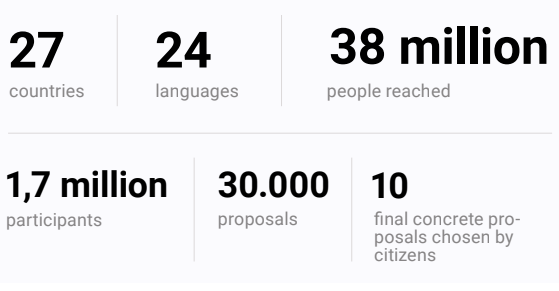 27
24
38 million
countries
languages
people reached
1,7 million
30.000
10
participants
proposals
final concrete pro-
posals chosen by
citizens